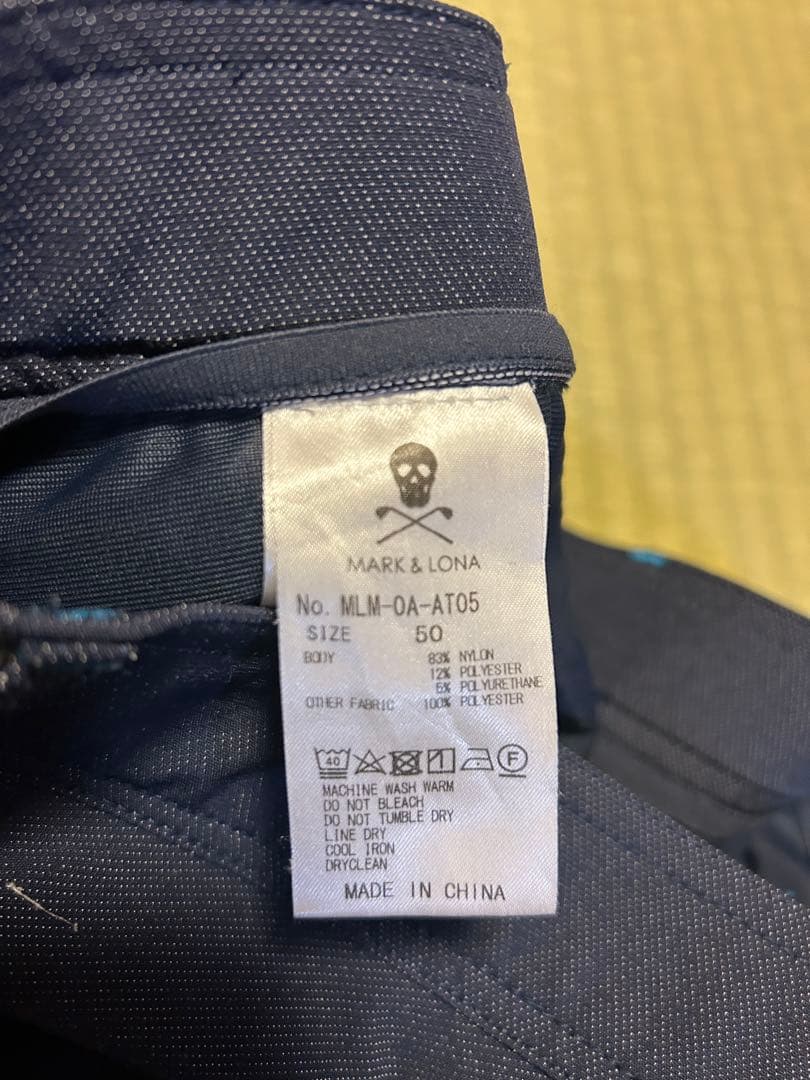 MARK & LONA
No. MLM-OA-AT05
SIZE 50
BODY 83% NYLON
12% POLYESTER
5% POLYURETHANE
OTHER FABRIC 100% POLYESTER
40 F
MACHINE WASH WARM
DO NOT BLEACH
DO NOT TUMBLE DRY
LINE DRY
COOL IRON
DRYCLEAN
MADE IN CHINA